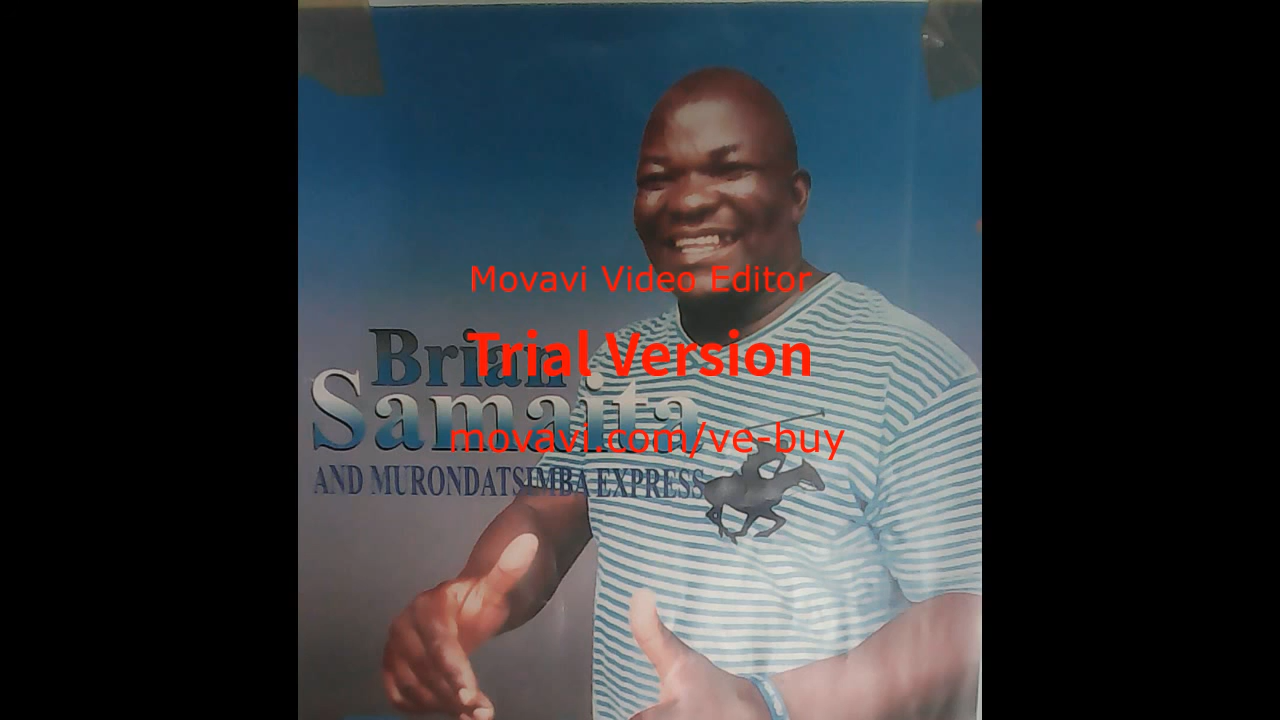 Movavi Video Editor
Trial Version
movavi.com/ve-buy
Brian
Samaita
AND MURONDATSIMBA EXPRESS